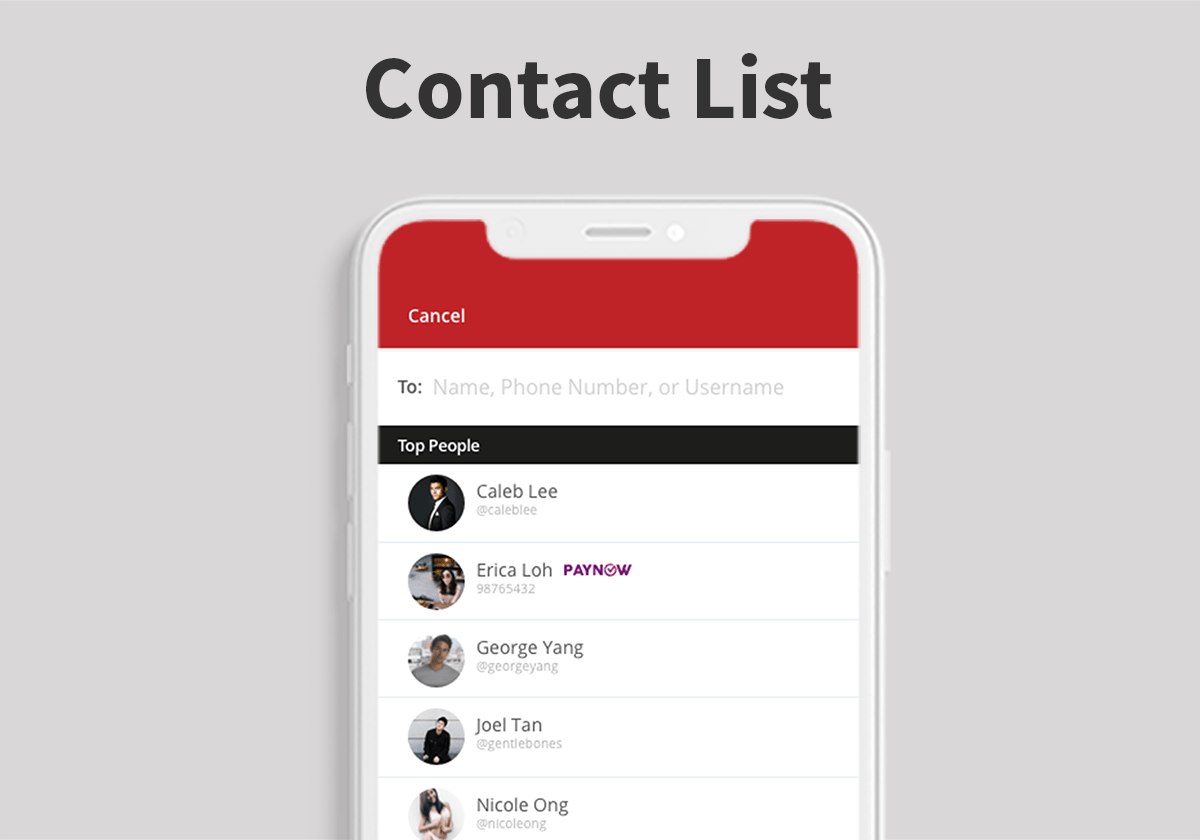 Contact List
Cancel
To: Name, Phone Number, or Username
Top People
Caleb Lee
@caleblee
Erica Loh PAYNOW
98765432
George Yang
@georgeyang
Joel Tan
@gentlebones
Nicole Ong
@nicoleong